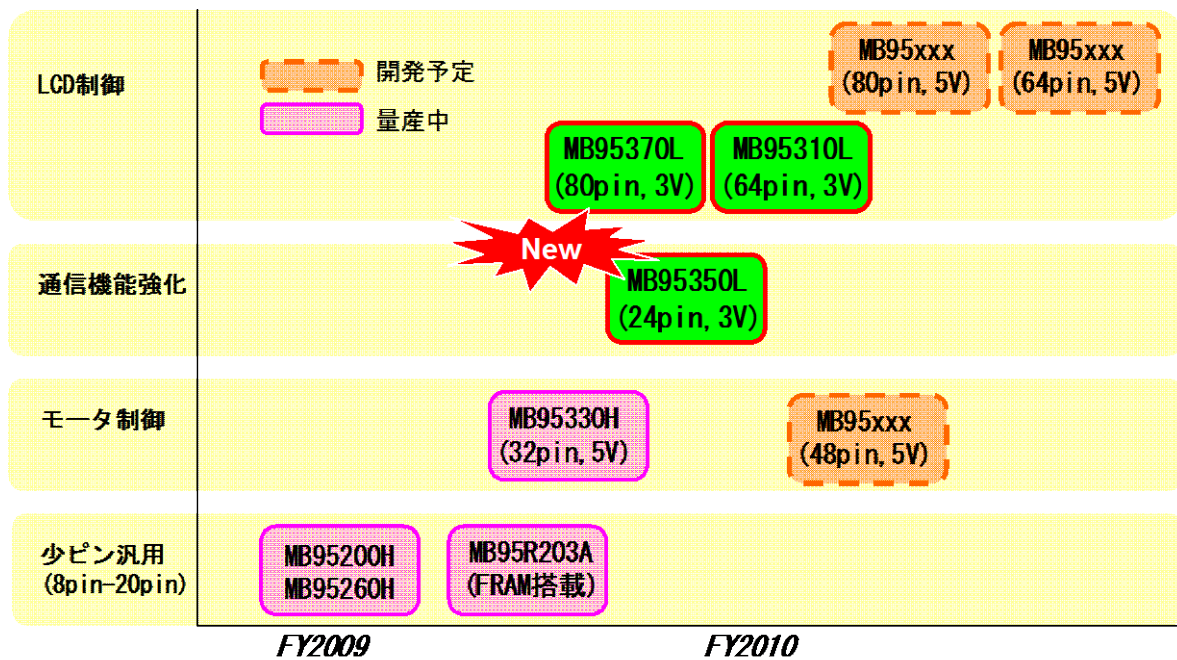 LCD制御
開発予定
量産中
MB95xxx
(80pin, 5V)
MB95xxx
(64pin, 5V)
MB95370L
(80pin, 3V)
MB95310L
(64pin, 3V)
New
通信機能強化
MB95350L
(24pin, 3V)
モータ制御
MB95330H
(32pin, 5V)
MB95xxx
(48pin, 5V)
少ピン汎用
(8pin-20pin)
MB95200H
MB95260H
MB95R203A
(FRAM搭載)
FY2009
FY2010